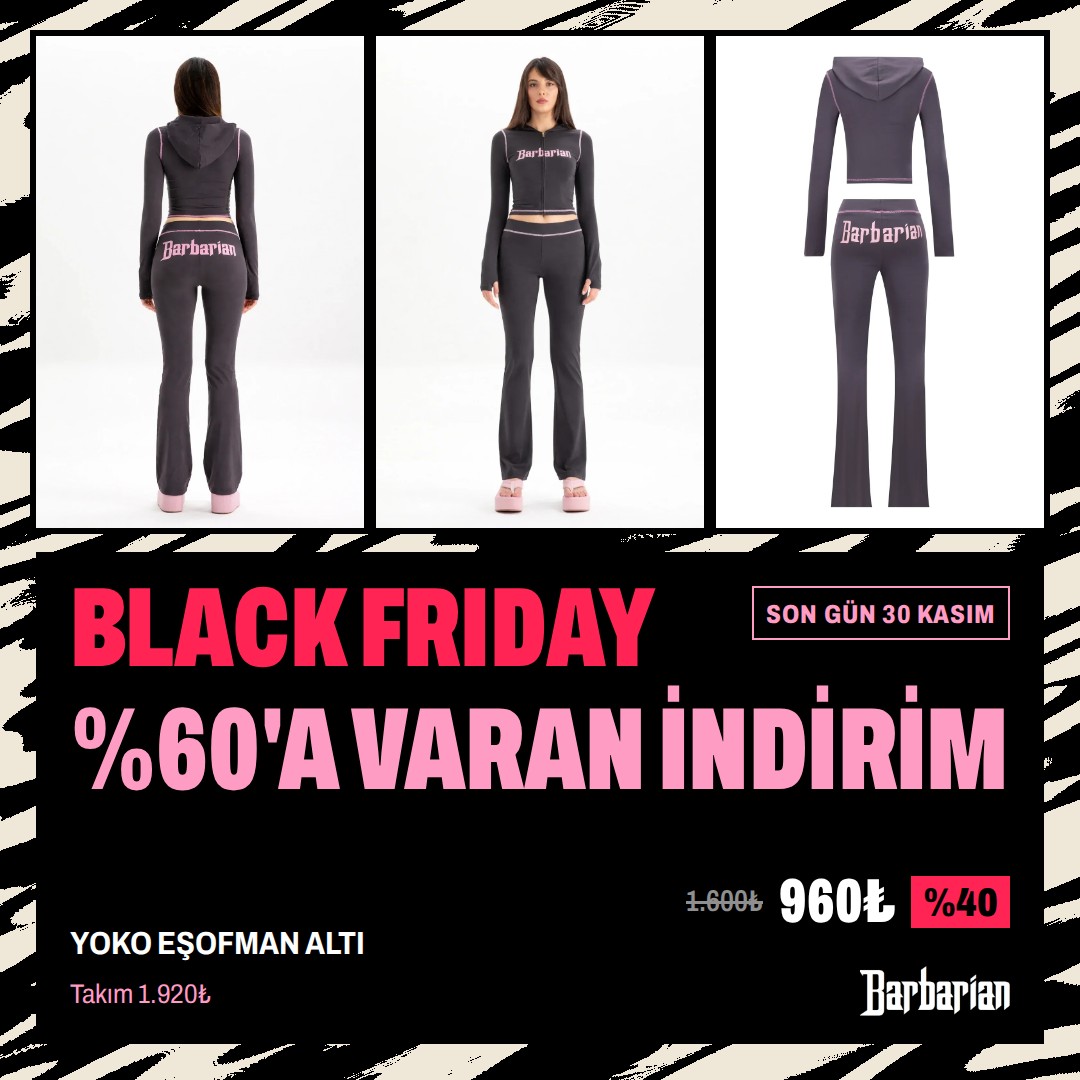 Barbarian
Barbarian
Barbarian
BLACK FRIDAY
SON GÜN 30 KASIM
%60'A VARAN İNDİRİM
1.600₺ 960₺ %40
YOKO EŞOFMAN ALTI
Takım 1.920₺
Barbarian